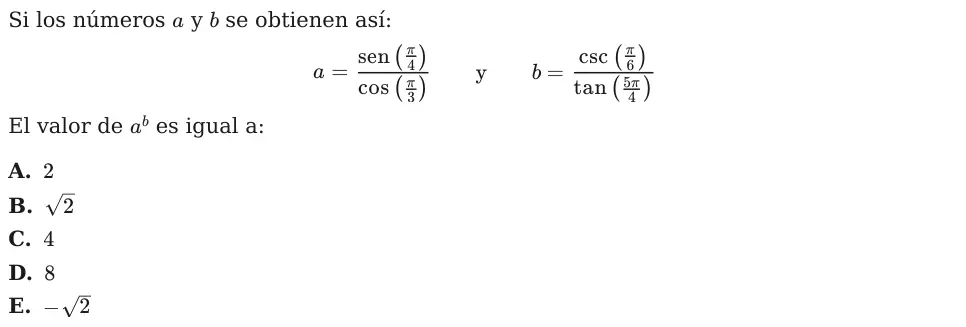 Si los números a y b se obtienen así:
a = sen(π/4)/cos(π/3) y b = csc(π/6)/tan(5π/4)
El valor de a^b es igual a:
A. 2
B. √2
C. 4
D. 8
E. −√2